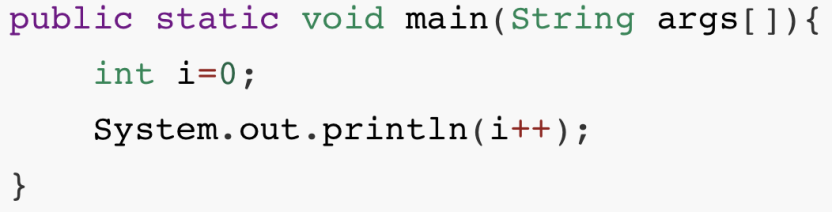 public static void main(String args[]){
    int i=0;
    System.out.println(i++);
}